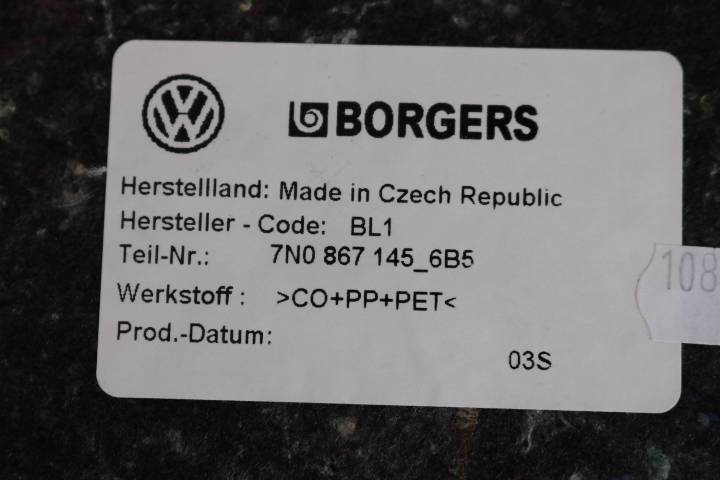 VW BORGERS
Herstellland: Made in Czech Republic
Hersteller - Code: BL1
Teil-Nr.: 7N0 867 145_6B5
Werkstoff : >CO+PP+PET<
Prod.-Datum:
03S
108